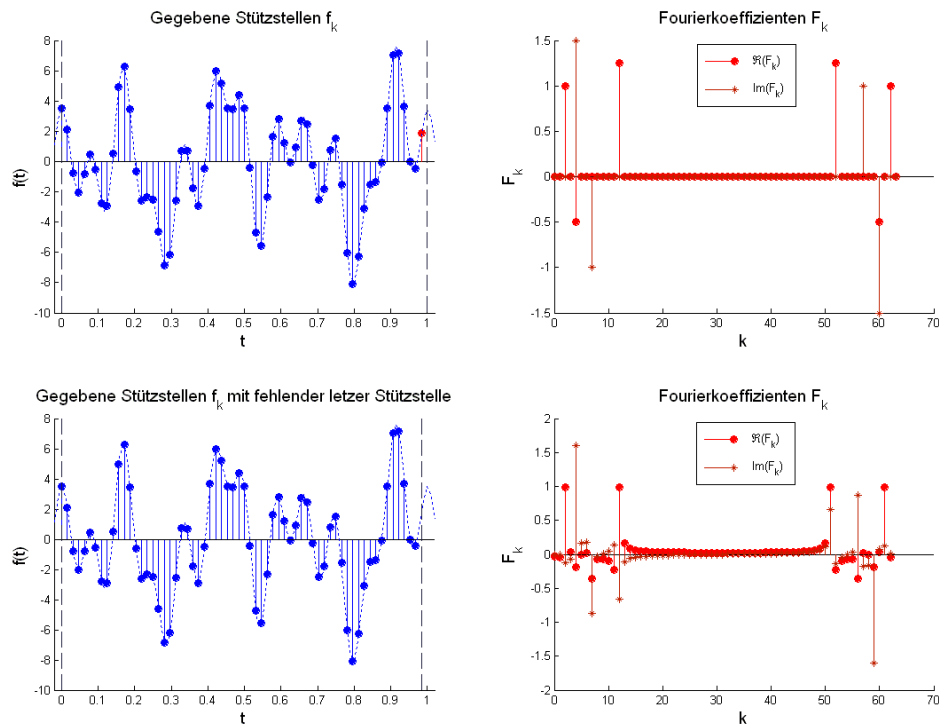 Gegebene Stützstellen f_k
8
6
4
2
0
-2
-4
-6
-8
-10
f(t)
0 0.1 0.2 0.3 0.4 0.5 0.6 0.7 0.8 0.9 1
t
Fourierkoeffizienten F_k
1.5
1
0.5
0
-0.5
-1
-1.5
F_k
ℜ(F_k)
Im(F_k)
0 10 20 30 40 50 60 70
k
Gegebene Stützstellen f_k mit fehlender letzer Stützstelle
8
6
4
2
0
-2
-4
-6
-8
-10
f(t)
0 0.1 0.2 0.3 0.4 0.5 0.6 0.7 0.8 0.9 1
t
Fourierkoeffizienten F_k
2
1.5
1
0.5
0
-0.5
-1
-1.5
-2
F_k
ℜ(F_k)
Im(F_k)
0 10 20 30 40 50 60 70
k